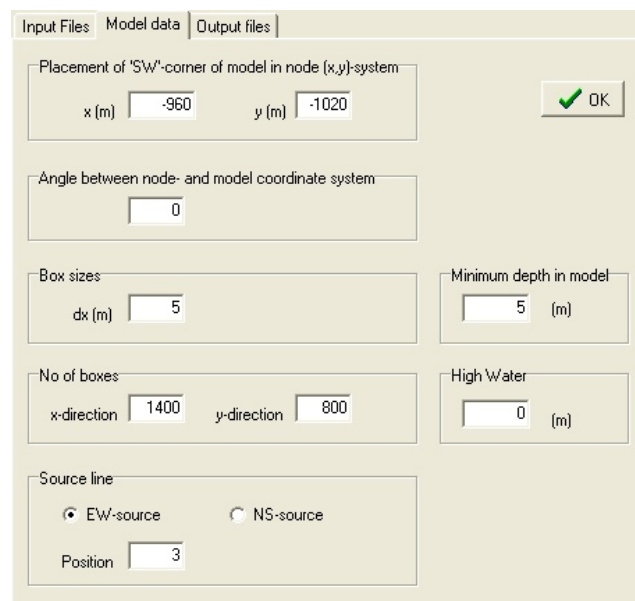 Input Files Model data Output files
Placement of 'SW'-corner of model in node (x,y)-system
x (m) -960 y (m) -1020
OK
Angle between node- and model coordinate system
0
Box sizes
dx (m) 5
Minimum depth in model
5 (m)
No of boxes
x-direction 1400 y-direction 800
High Water
0 (m)
Source line
EW-source NS-source
Position 3